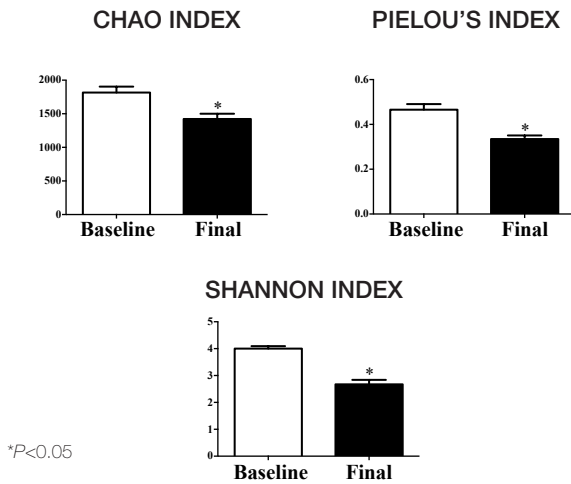 CHAO INDEX
2000
1500
1000
500
0
*
Baseline Final
PIELOU'S INDEX
0.6
0.4
0.2
0.0
*
Baseline Final
SHANNON INDEX
5
4
3
2
1
0
*
Baseline Final
*P<0.05